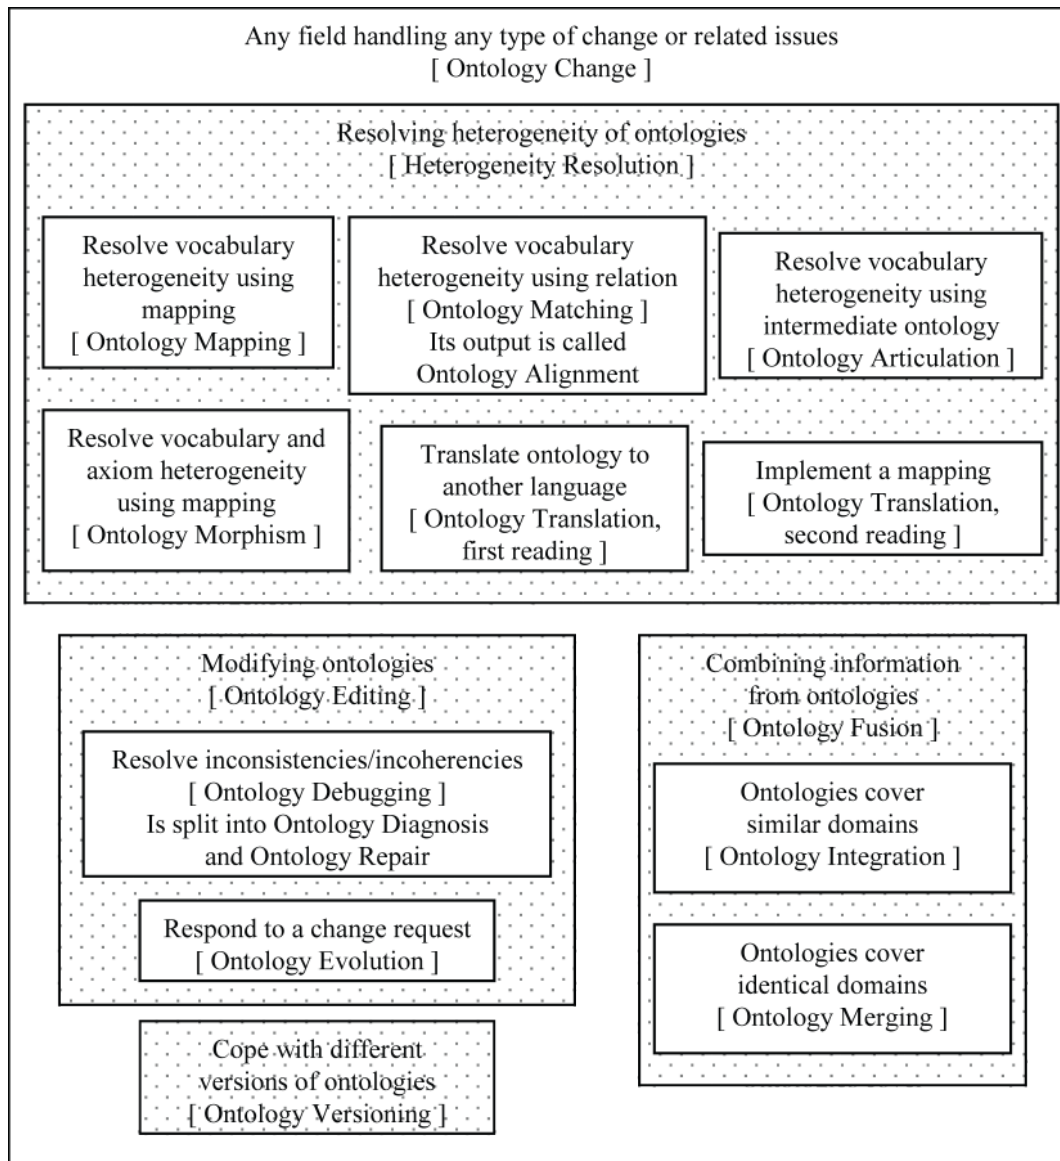 Any field handling any type of change or related issues
[ Ontology Change ]
Resolving heterogeneity of ontologies
[ Heterogeneity Resolution ]
Resolve vocabulary
heterogeneity using
mapping
[ Ontology Mapping ]
Resolve vocabulary
heterogeneity using relation
[ Ontology Matching ]
Its output is called
Ontology Alignment
Resolve vocabulary
heterogeneity using
intermediate ontology
[ Ontology Articulation ]
Resolve vocabulary and
axiom heterogeneity
using mapping
[ Ontology Morphism ]
Translate ontology to
another language
[ Ontology Translation,
first reading ]
Implement a mapping
[ Ontology Translation,
second reading ]
Modifying ontologies
[ Ontology Editing ]
Resolve inconsistencies/incoherencies
[ Ontology Debugging ]
Is split into Ontology Diagnosis
and Ontology Repair
Respond to a change request
[ Ontology Evolution ]
Cope with different
versions of ontologies
[ Ontology Versioning ]
Combining information
from ontologies
[ Ontology Fusion ]
Ontologies cover
similar domains
[ Ontology Integration ]
Ontologies cover
identical domains
[ Ontology Merging ]